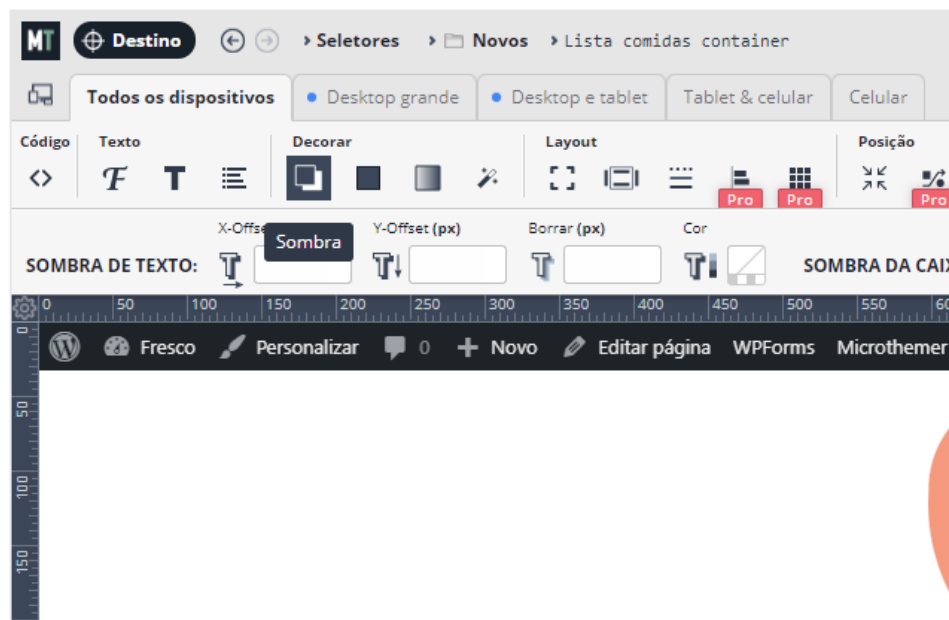 MT Destino Seletores Novos Lista comidas container
Todos os dispositivos Desktop grande Desktop e tablet Tablet & celular Celular
Código Texto Decorar Layout Posição
Pro Pro Pro
X-Offse Y-Offset (px) Borrar (px) Cor
Sombra
SOMBRA DE TEXTO: SOMBRA DA CAIX
0 50 100 150 200 250 300 350 400 450 500 550 60
0
Fresco Personalizar 0 Novo Editar página WPForms Microthemer
50
100
150